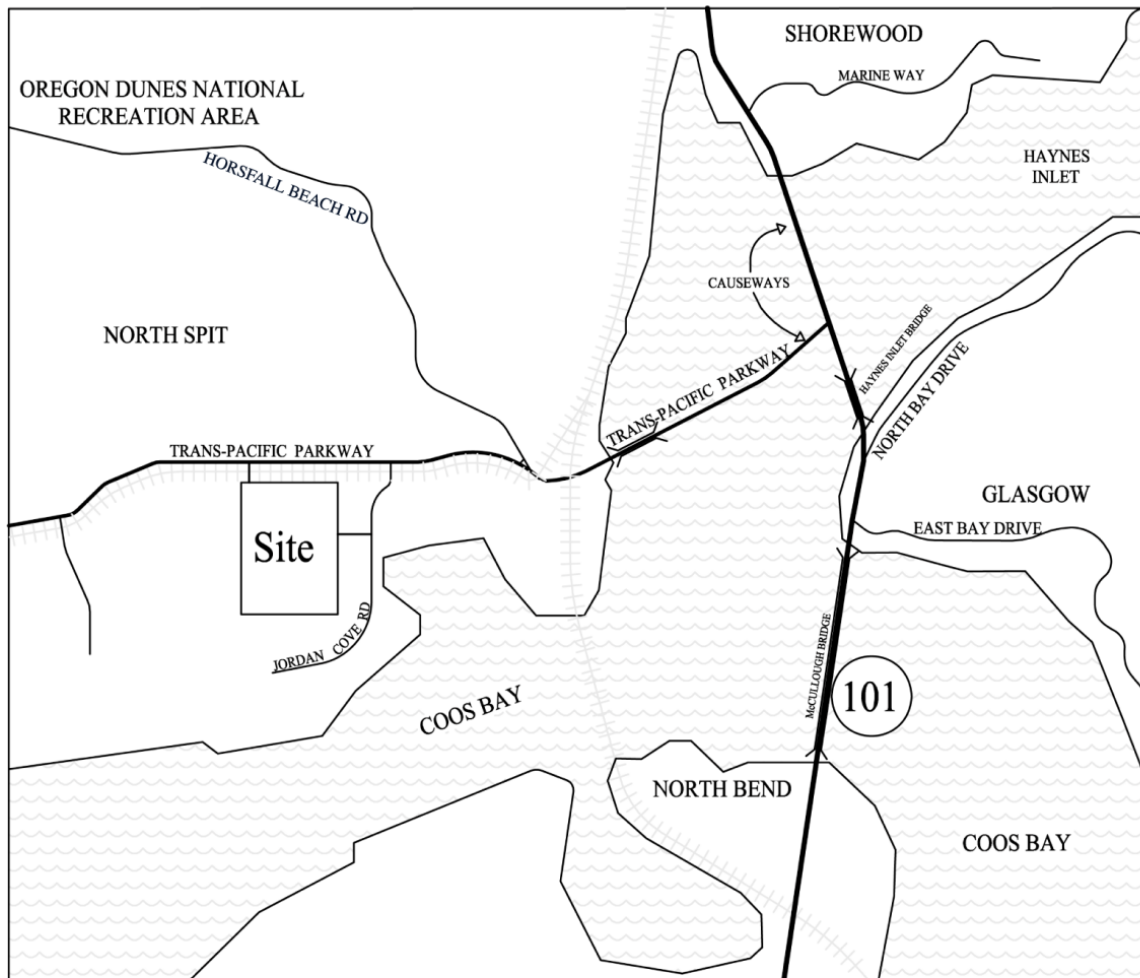 SHOREWOOD
MARINE WAY
OREGON DUNES NATIONAL
RECREATION AREA
HORSFALL BEACH RD
HAYNES
INLET
CAUSEWAYS
NORTH SPIT
HAYNES INLET BRIDGE
TRANS-PACIFIC PARKWAY
NORTH BAY DRIVE
TRANS-PACIFIC PARKWAY
GLASGOW
EAST BAY DRIVE
Site
JORDAN COVE RD
McCULLOUGH BRIDGE
101
COOS BAY
NORTH BEND
COOS BAY